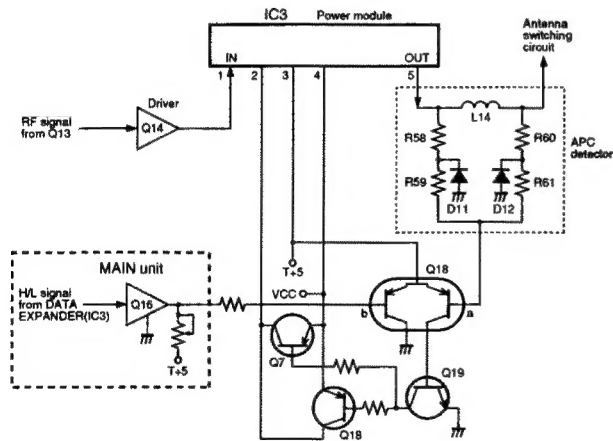 IC3 Power module
IN
OUT
1
2
3
4
5
Antenna
switching
circuit
Driver
RF signal
from Q13
Q14
L14
R58
R60
R59
R61
D11
D12
APC
detector
MAIN unit
H/L signal
from DATA
EXPANDER(IC3)
Q16
T+5
T+5
VCC
Q18
b
a
Q7
Q18
Q19